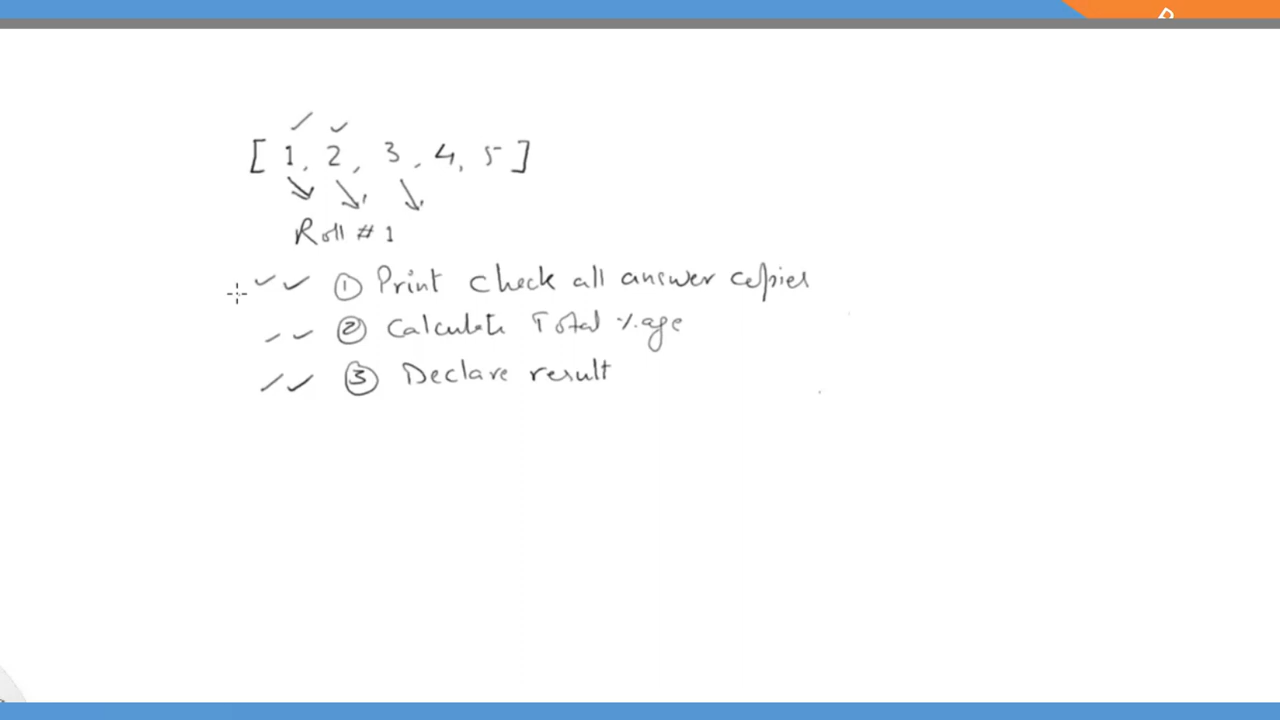 [ 1, 2, 3, 4, 5 ]
Roll # 1
① Print check all answer copies
② Calculate Total %age
③ Declare result